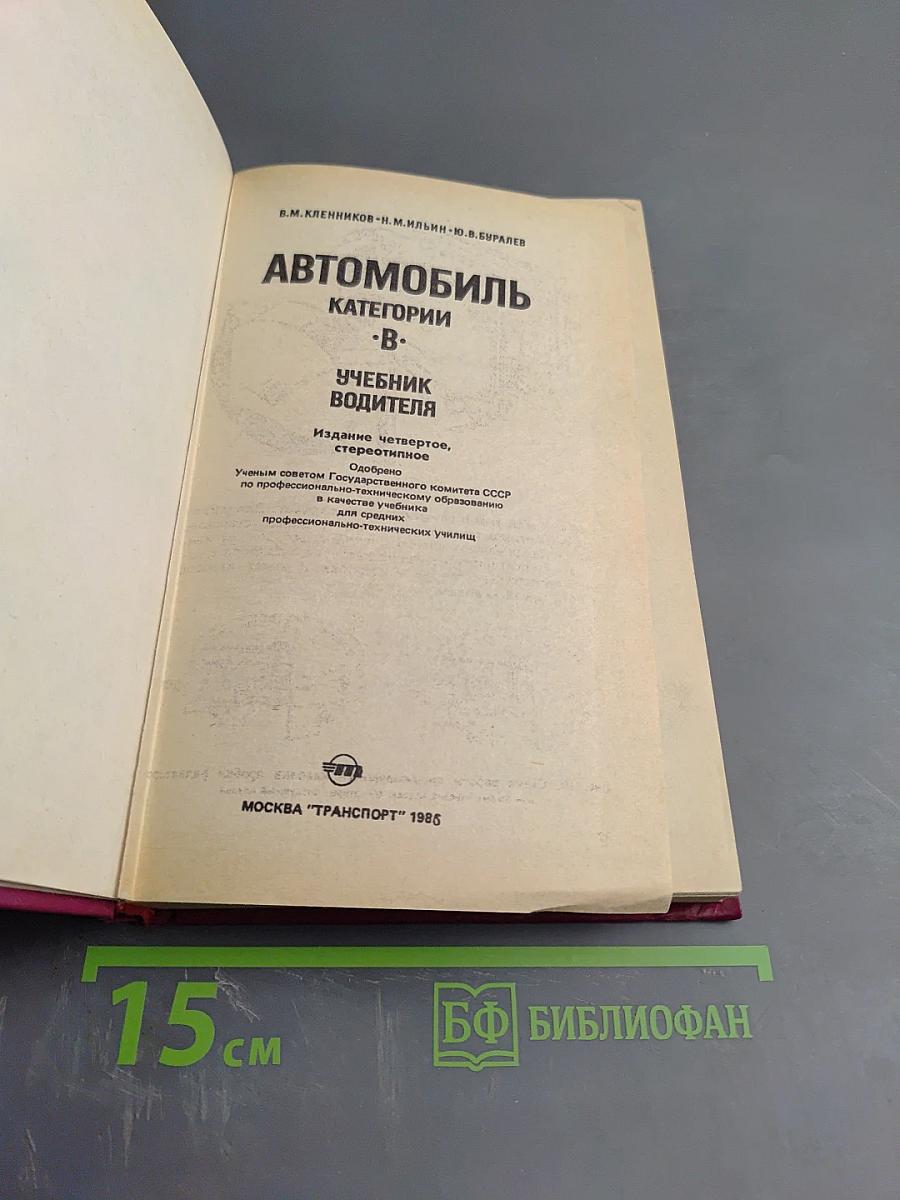 В.М.КЛЕННИКОВ·Н.М.ИЛЬИН·Ю.В.БУРАЛЕВ
АВТОМОБИЛЬ
КАТЕГОРИИ
·В·
УЧЕБНИК
ВОДИТЕЛЯ
Издание четвертое,
стереотипное
Одобрено
Ученым советом Государственного комитета СССР
по профессионально-техническому образованию
в качестве учебника
для средних
профессионально-технических училищ
МОСКВА "ТРАНСПОРТ" 1986
15 см
БФ БИБЛИОФАН